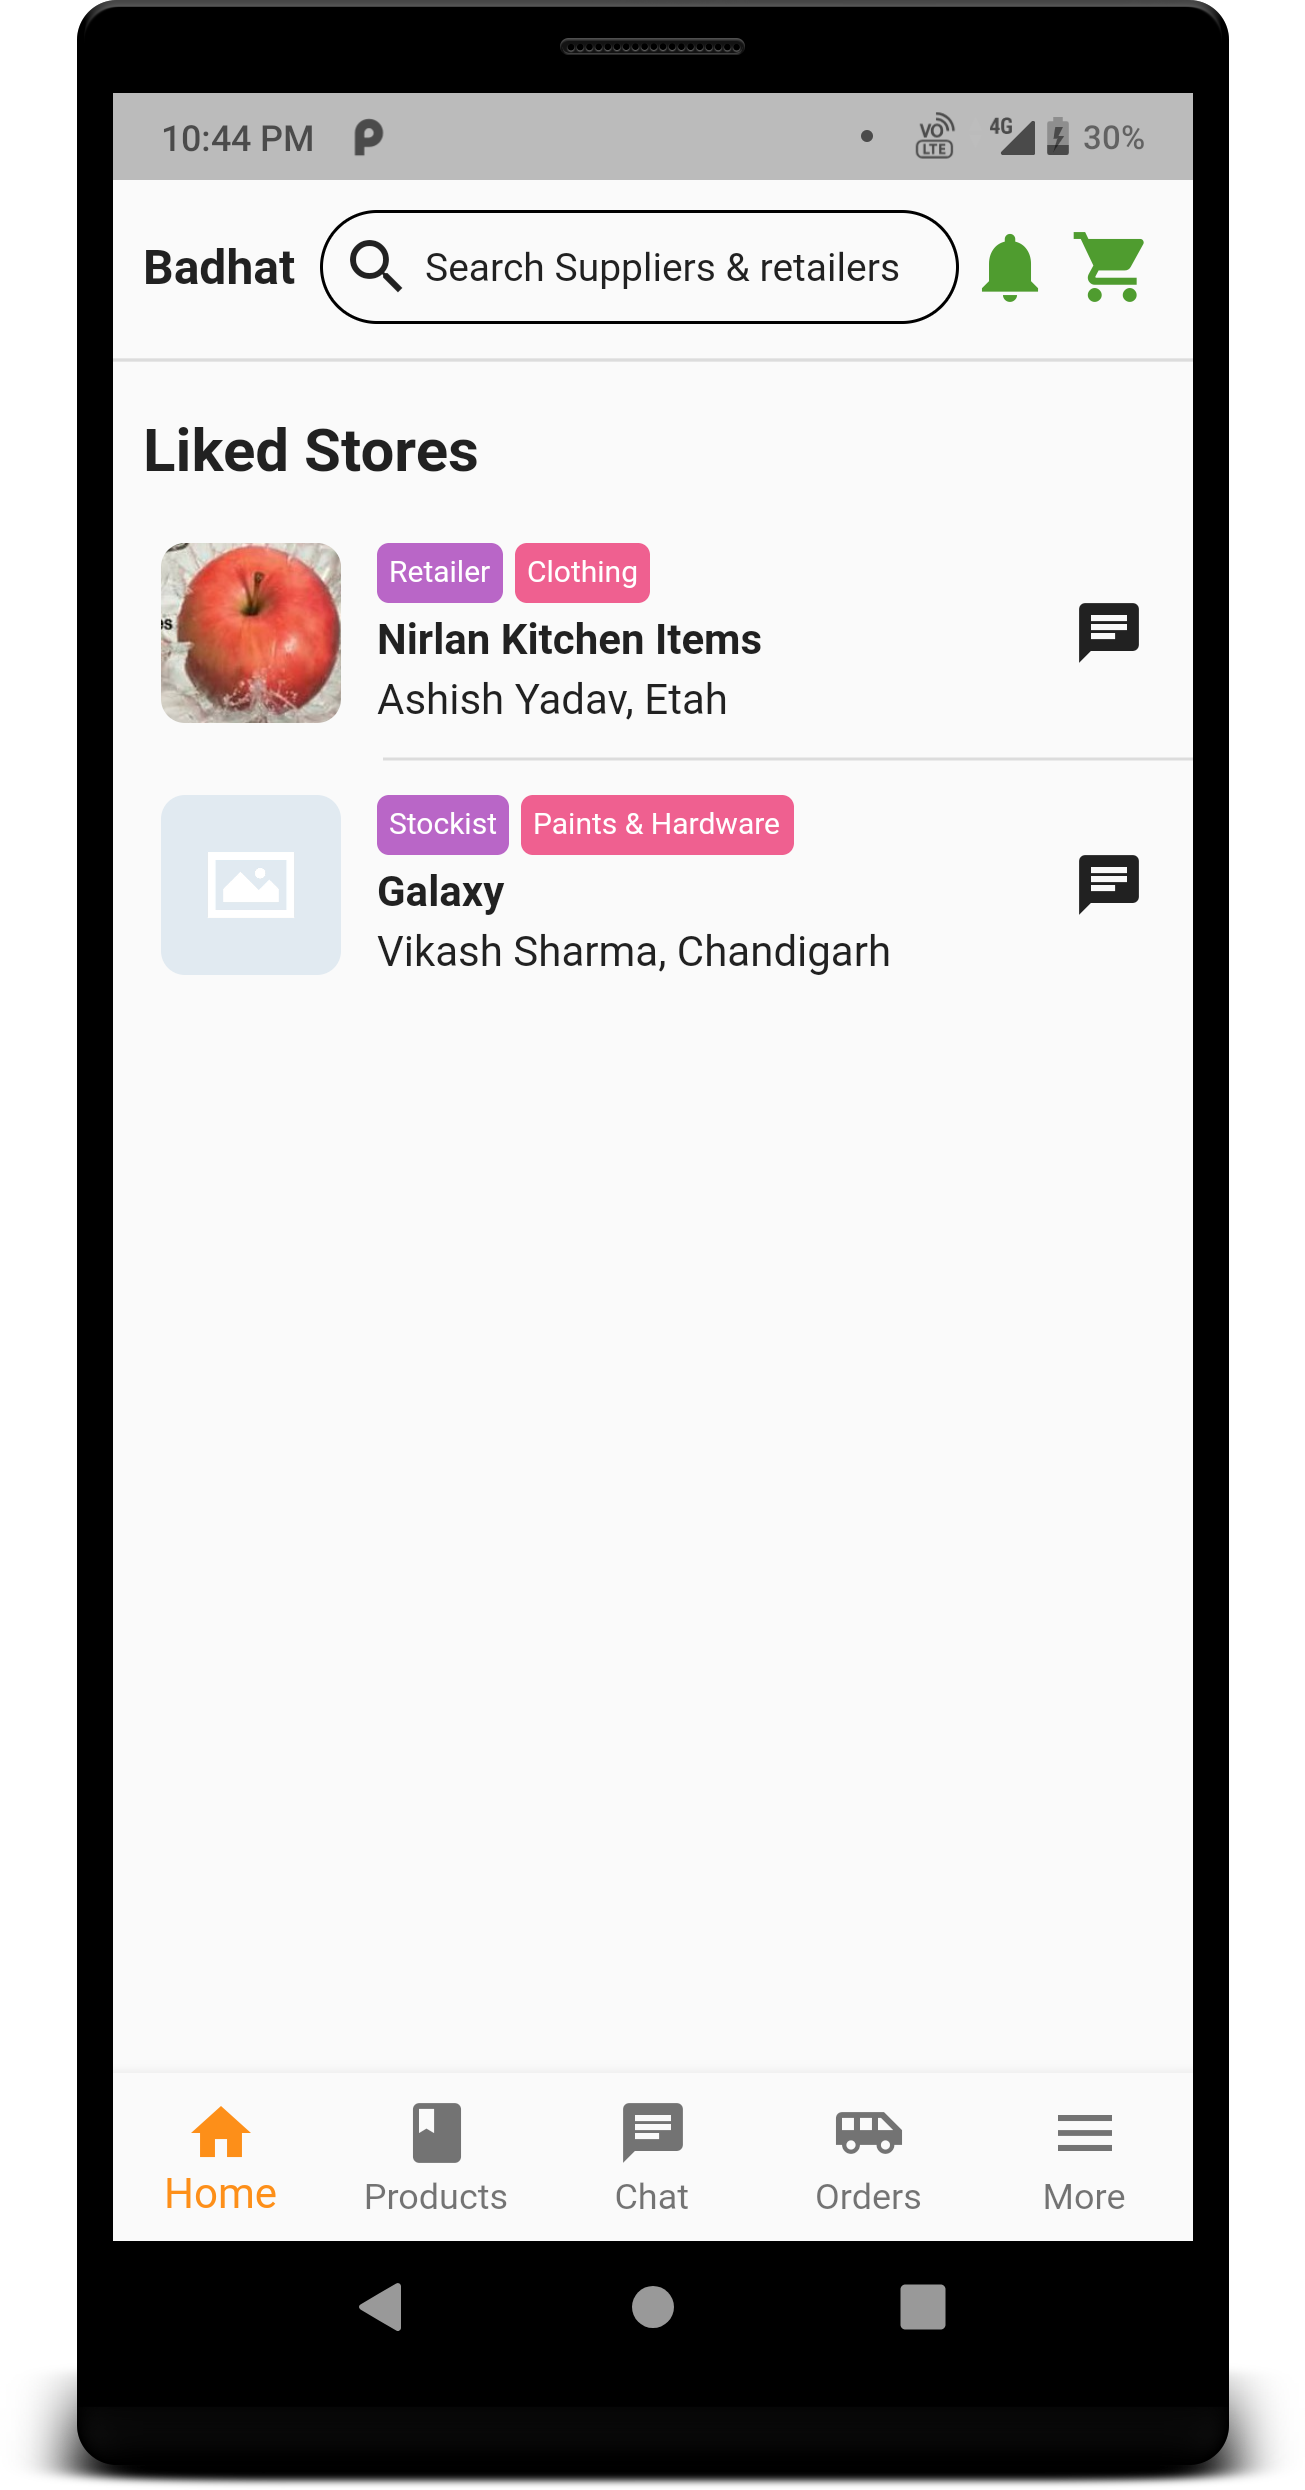 10:44 PM
VO LTE 4G 30%
Badhat Search Suppliers & retailers
Liked Stores
Retailer Clothing
Nirlan Kitchen Items
Ashish Yadav, Etah
Stockist Paints & Hardware
Galaxy
Vikash Sharma, Chandigarh
Home Products Chat Orders More